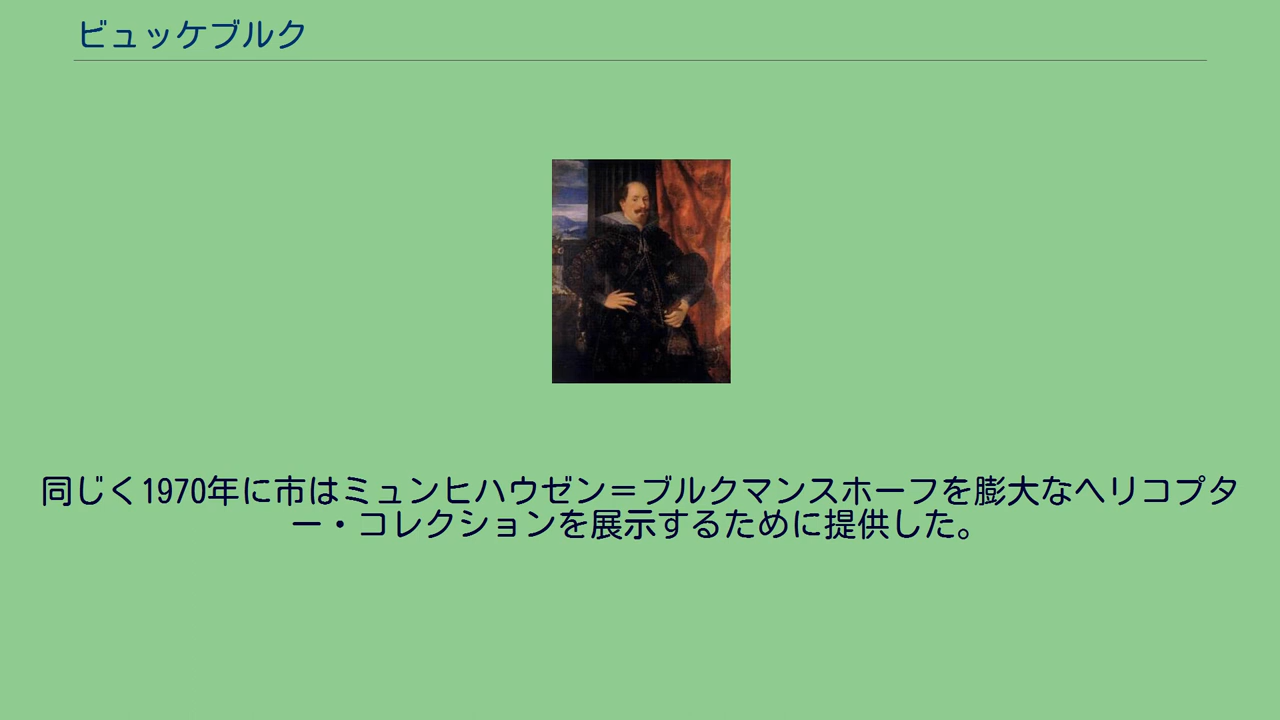 ビュッケブルク
同じく1970年に市はミュンヒハウゼン＝ブルクマンスホーフを膨大なヘリコプタ
ー・コレクションを展示するために提供した。